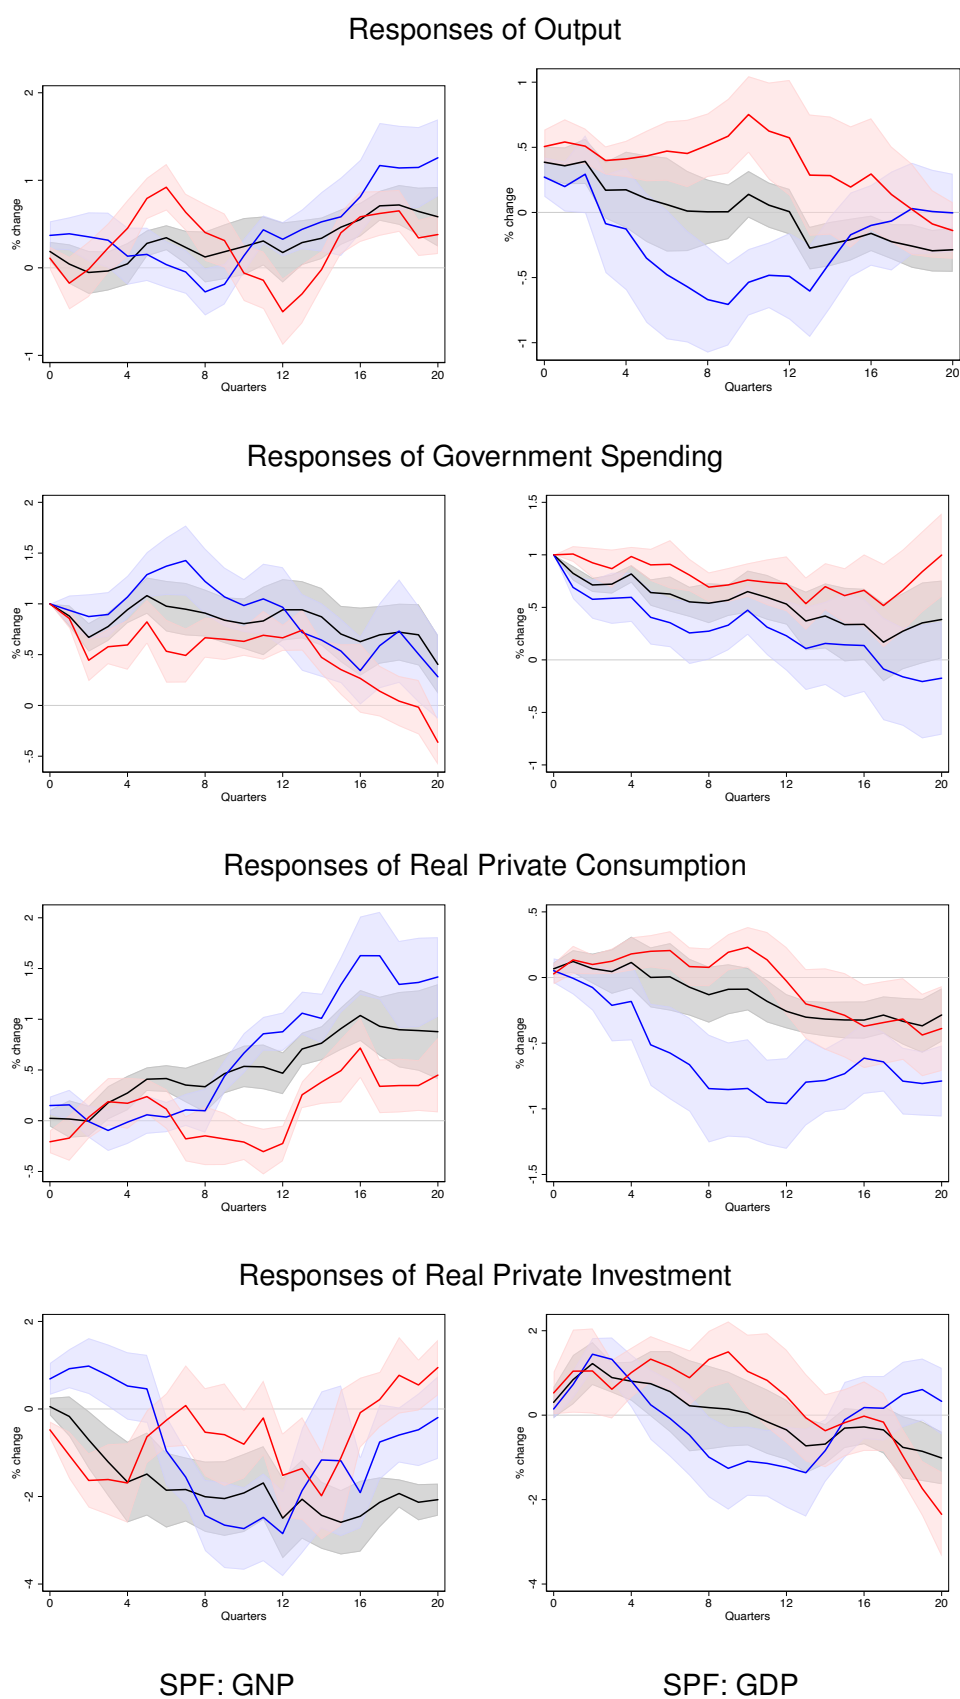 Responses of Output
2
1
0
-1
% change
0 4 8 12 16 20
Quarters
1
.5
0
-.5
-1
% change
0 4 8 12 16 20
Quarters
Responses of Government Spending
2
1.5
1
.5
0
-.5
% change
0 4 8 12 16 20
Quarters
1.5
1
.5
0
-.5
-1
% change
0 4 8 12 16 20
Quarters
Responses of Real Private Consumption
2
1.5
1
.5
0
-.5
% change
0 4 8 12 16 20
Quarters
.5
0
-.5
-1
-1.5
% change
0 4 8 12 16 20
Quarters
Responses of Real Private Investment
2
0
-2
-4
% change
0 4 8 12 16 20
Quarters
2
0
-2
-4
% change
0 4 8 12 16 20
Quarters
SPF: GNP
SPF: GDP